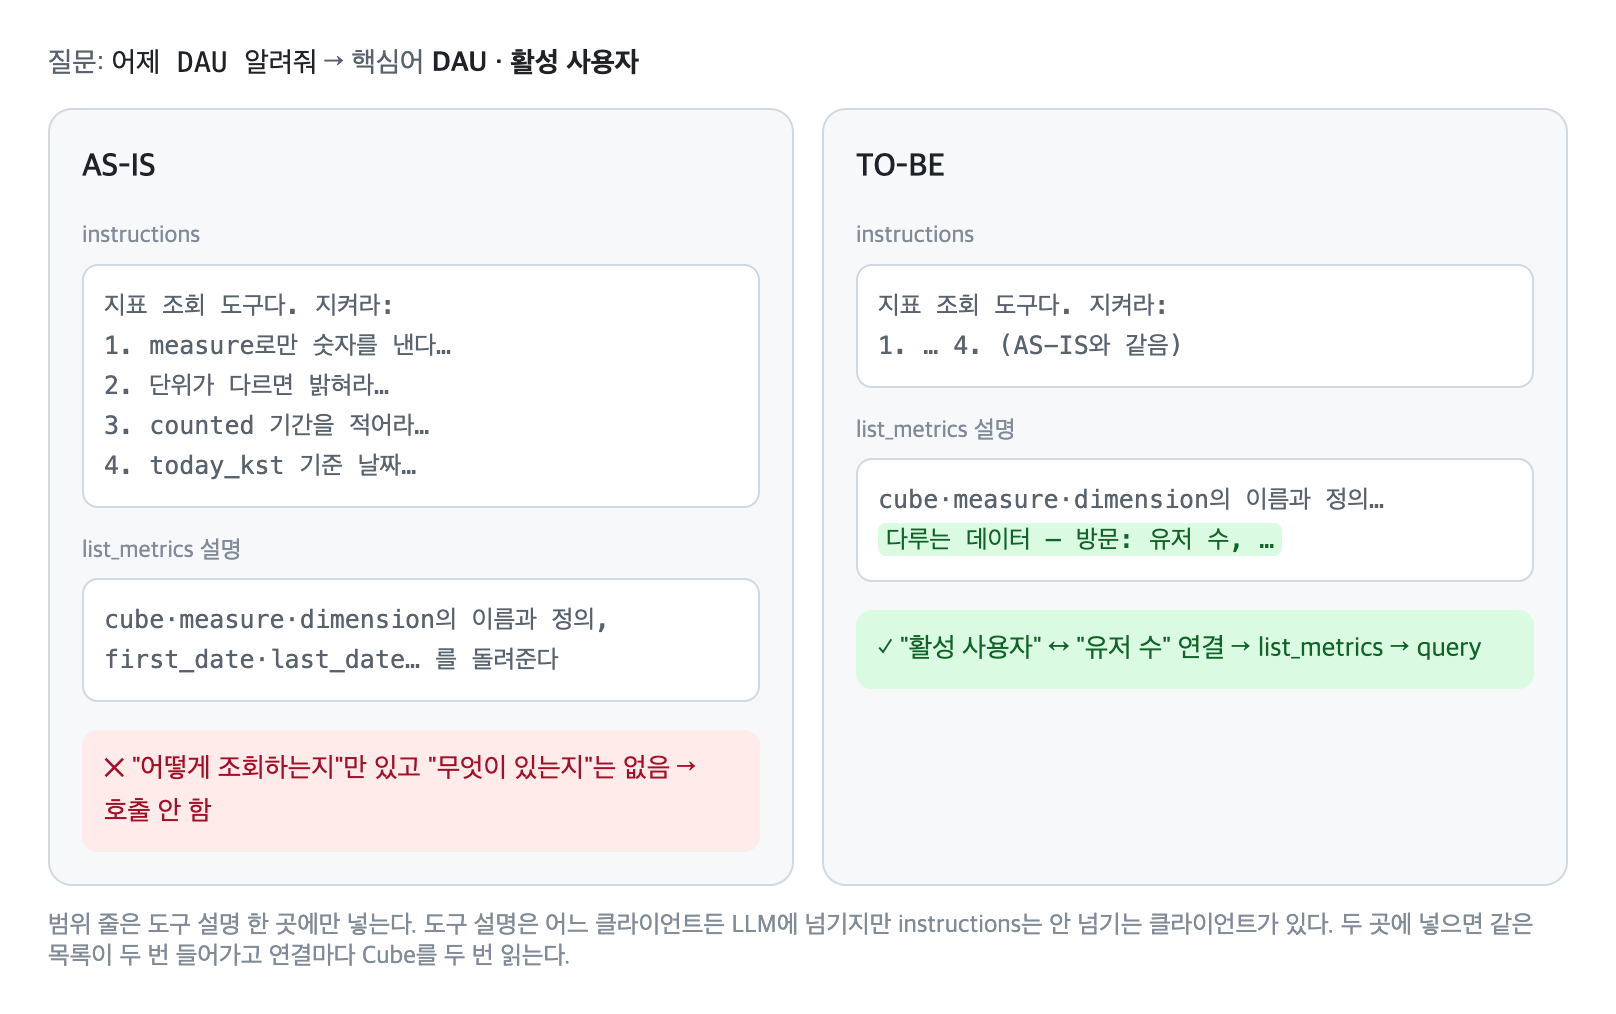 질문: 어제 DAU 알려줘 → 핵심어 DAU · 활성 사용자
AS-IS
instructions
지표 조회 도구다. 지켜라:
1. measure로만 숫자를 낸다…
2. 단위가 다르면 밝혀라…
3. counted 기간을 적어라…
4. today_kst 기준 날짜…
list_metrics 설명
cube·measure·dimension의 이름과 정의,
first_date·last_date… 를 돌려준다
✕ "어떻게 조회하는지"만 있고 "무엇이 있는지"는 없음 →
호출 안 함
TO-BE
instructions
지표 조회 도구다. 지켜라:
1. … 4. (AS-IS와 같음)
list_metrics 설명
cube·measure·dimension의 이름과 정의…
다루는 데이터 — 방문: 유저 수, …
✓ "활성 사용자" ↔ "유저 수" 연결 → list_metrics → query
범위 줄은 도구 설명 한 곳에만 넣는다. 도구 설명은 어느 클라이언트든 LLM에 넘기지만 instructions는 안 넘기는 클라이언트가 있다. 두 곳에 넣으면 같은
목록이 두 번 들어가고 연결마다 Cube를 두 번 읽는다.